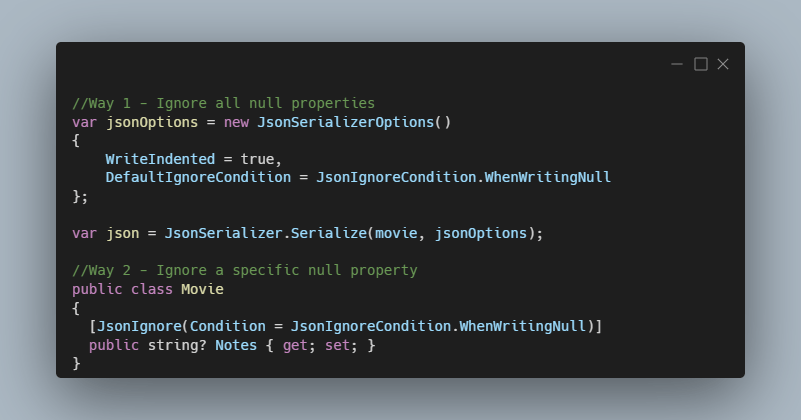 //Way 1 - Ignore all null properties
var jsonOptions = new JsonSerializerOptions()
{
    WriteIndented = true,
    DefaultIgnoreCondition = JsonIgnoreCondition.WhenWritingNull
};

var json = JsonSerializer.Serialize(movie, jsonOptions);

//Way 2 - Ignore a specific null property
public class Movie
{
  [JsonIgnore(Condition = JsonIgnoreCondition.WhenWritingNull)]
  public string? Notes { get; set; }
}